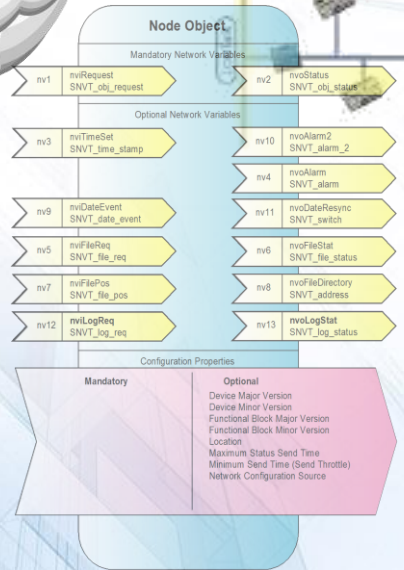 Node Object
Mandatory Network Variables
nv1 nviRequest SNVT_obj_request
nv2 nvoStatus SNVT_obj_status
Optional Network Variables
nv3 nviTimeSet SNVT_time_stamp
nv10 nvoAlarm2 SNVT_alarm_2
nv4 nvoAlarm SNVT_alarm
nv9 nviDateEvent SNVT_date_event
nv11 nvoDateResync SNVT_switch
nv5 nviFileReq SNVT_file_req
nv6 nvoFileStat SNVT_file_status
nv7 nviFilePos SNVT_file_pos
nv8 nvoFileDirectory SNVT_address
nv12 nviLogReq SNVT_log_req
nv13 nvoLogStat SNVT_log_status
Configuration Properties
Mandatory
Optional
Device Major Version
Device Minor Version
Functional Block Major Version
Functional Block Minor Version
Location
Maximum Status Send Time
Minimum Send Time (Send Throttle)
Network Configuration Source